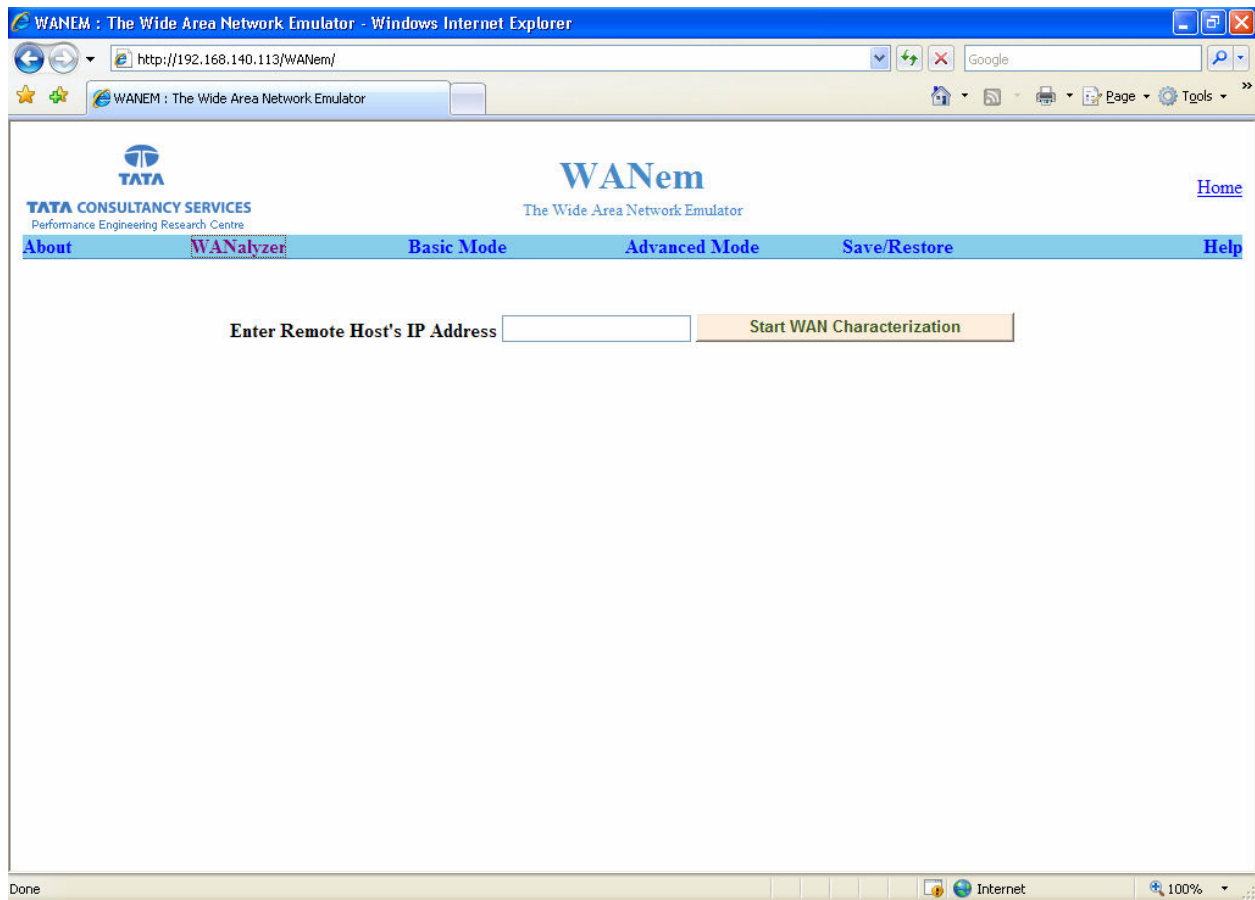 WANEM : The Wide Area Network Emulator - Windows Internet Explorer
http://192.168.140.113/WANem/
Google
WANEM : The Wide Area Network Emulator
Page
Tools
TATA
TATA CONSULTANCY SERVICES
Performance Engineering Research Centre
WANem
The Wide Area Network Emulator
Home
About WANalyzer Basic Mode Advanced Mode Save/Restore Help
Enter Remote Host's IP Address Start WAN Characterization
Done Internet 100%